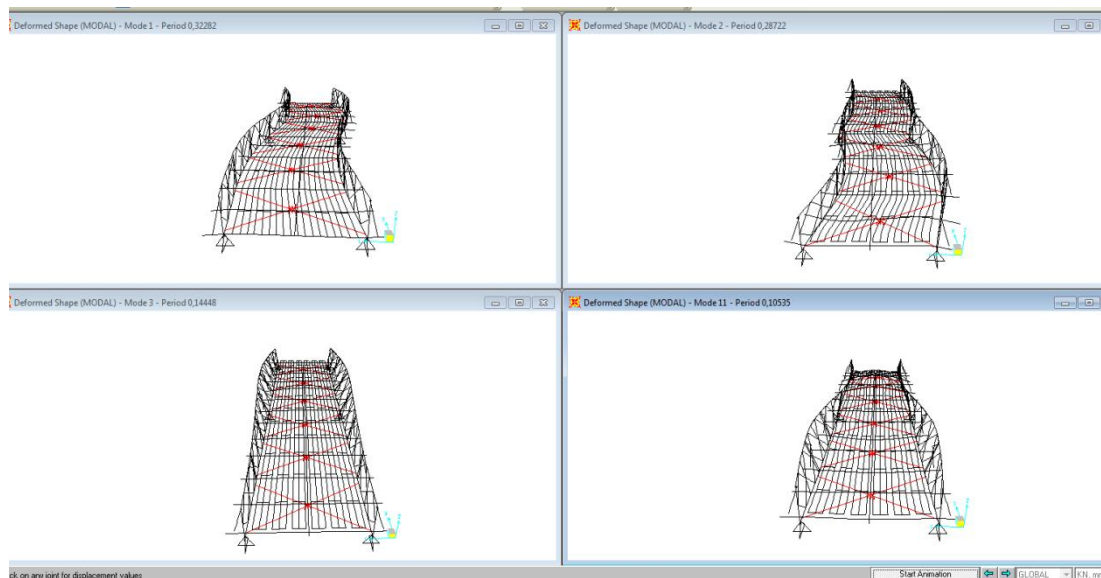 Deformed Shape (MODAL) - Mode 1 - Period 0,32282
Deformed Shape (MODAL) - Mode 2 - Period 0,28722
Deformed Shape (MODAL) - Mode 3 - Period 0,14448
Deformed Shape (MODAL) - Mode 11 - Period 0,10535
ck on any joint for displacement values
Start Animation
GLOBAL
KN, m